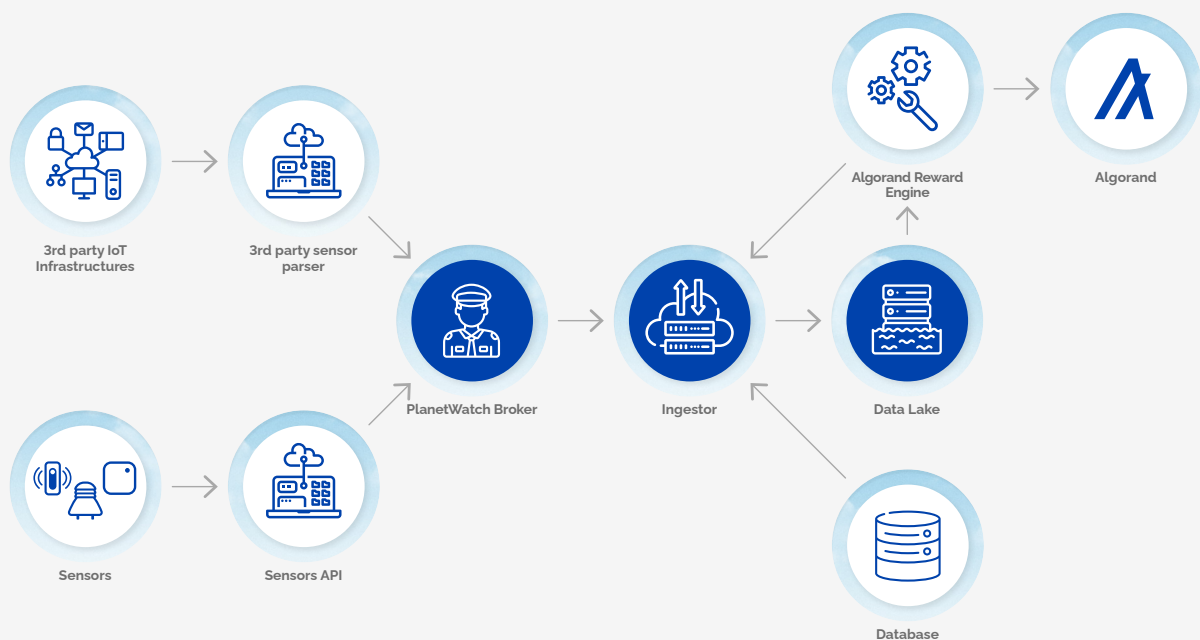 Algorand Reward
Engine
Algorand
3rd party IoT
Infrastructures
3rd party sensor
parser
PlanetWatch Broker
Ingestor
Data Lake
Sensors
Sensors API
Database